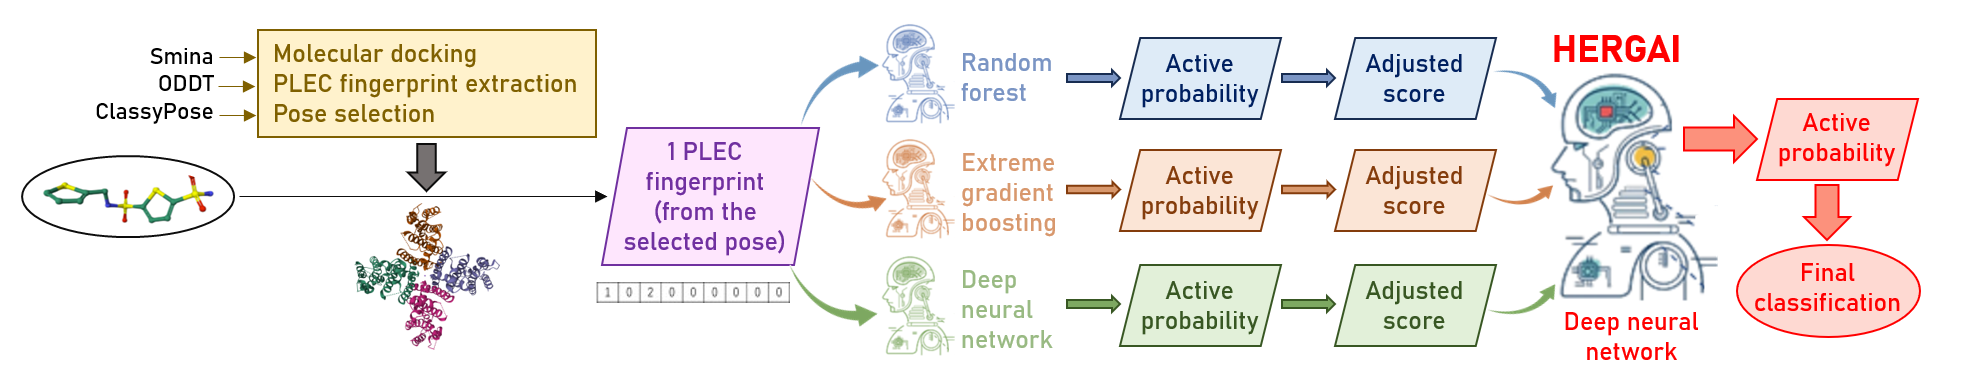 Smina
ODDT
ClassyPose
Molecular docking
PLEC fingerprint extraction
Pose selection
1 PLEC
fingerprint
(from the
selected pose)
1 0 2 0 0 0 0 0 0
Random
forest
Active
probability
Adjusted
score
Extreme
gradient
boosting
Active
probability
Adjusted
score
Deep
neural
network
Active
probability
Adjusted
score
HERGAI
Deep neural
network
Active
probability
Final
classification